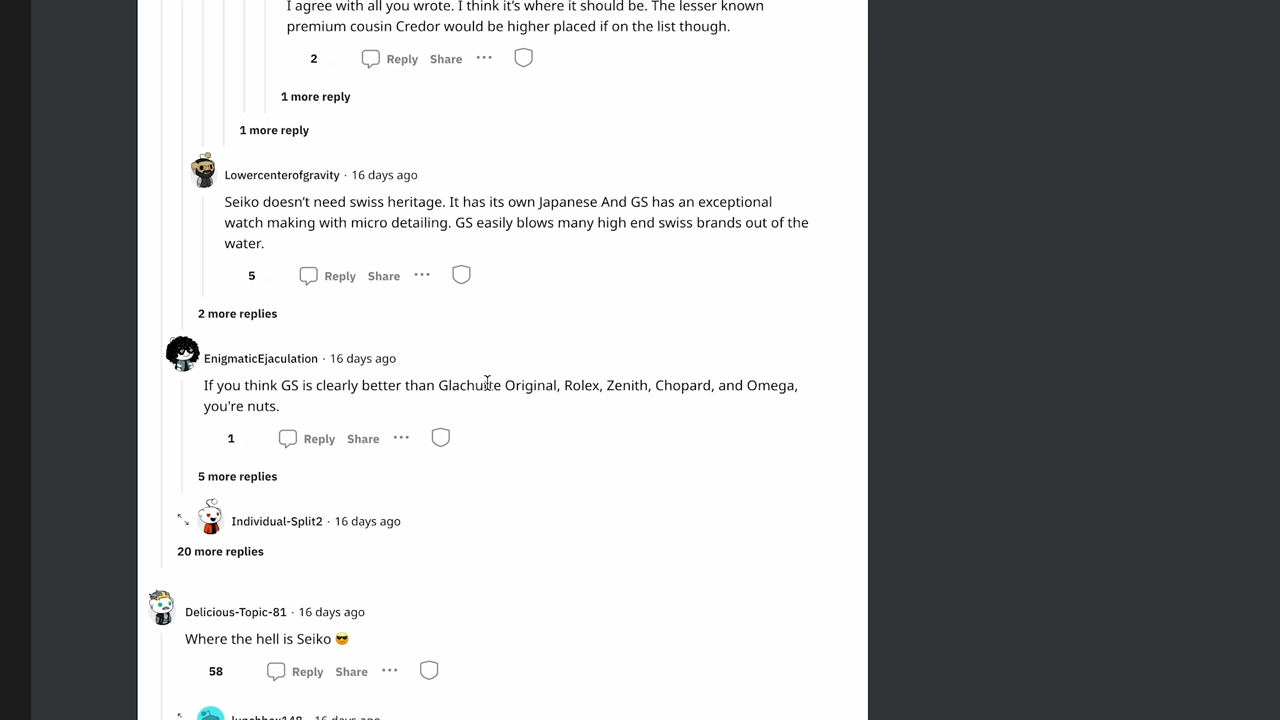 I agree with all you wrote. I think it's where it should be. The lesser known
premium cousin Credor would be higher placed if on the list though.
2 Reply Share ...
1 more reply
1 more reply
Lowercenterofgravity · 16 days ago
Seiko doesn't need swiss heritage. It has its own Japanese And GS has an exceptional
watch making with micro detailing. GS easily blows many high end swiss brands out of the
water.
5 Reply Share ...
2 more replies
EnigmaticEjaculation · 16 days ago
If you think GS is clearly better than Glachutte Original, Rolex, Zenith, Chopard, and Omega,
you're nuts.
1 Reply Share ...
5 more replies
Individual-Split2 · 16 days ago
20 more replies
Delicious-Topic-81 · 16 days ago
Where the hell is Seiko 😎
58 Reply Share ...
lunchbox148 · 16 days ago